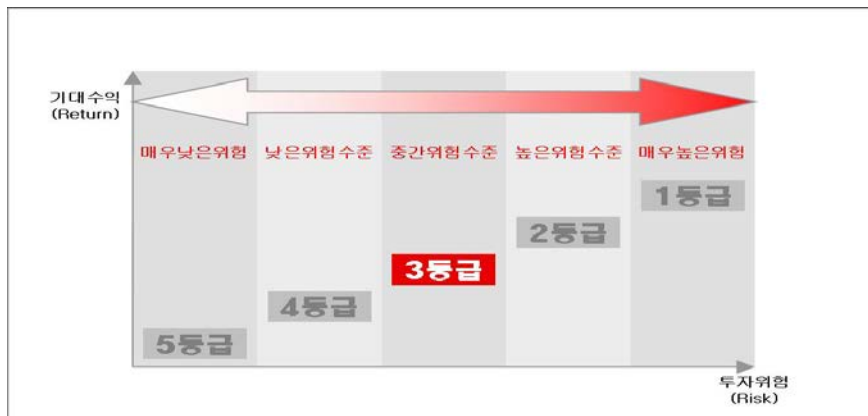 기대수익
(Return)
매우낮은위험 낮은위험수준 중간위험수준 높은위험수준 매우높은위험
1등급
2등급
3등급
4등급
5등급
투자위험
(Risk)